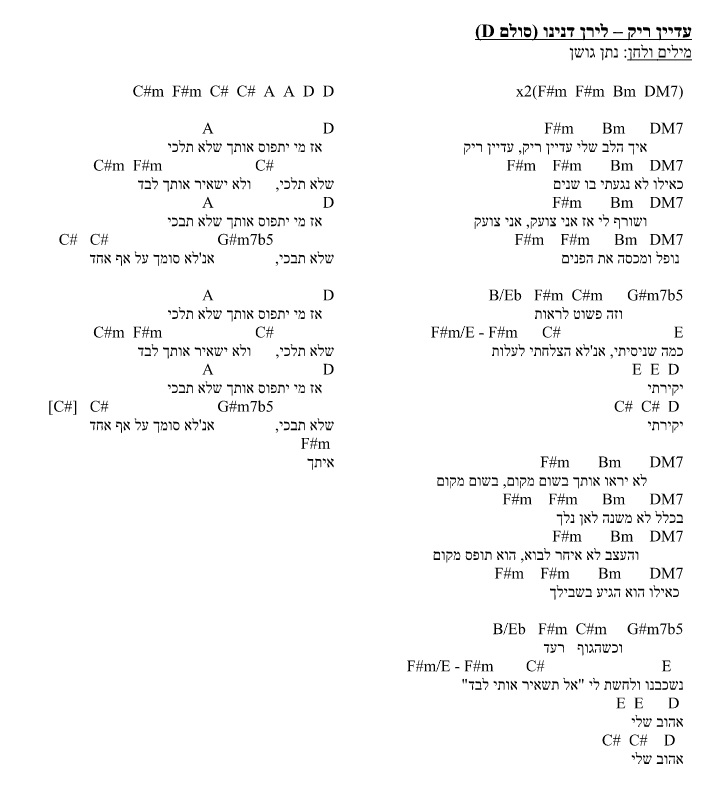 עדיין ריק – לירן דנינו (סולם D)
מילים ולחן: נתן גושן
x2(F#m  F#m  Bm  DM7)
F#m  Bm  DM7
איך הלב שלי עדיין ריק, עדיין ריק
F#m  F#m  Bm  DM7
כאילו לא נגעתי בו שנים
F#m  Bm  DM7
ושורף לי אז אני צועק, אני צועק
F#m  F#m  Bm  DM7
נופל ומכסה את הפנים
B/Eb  F#m  C#m  G#m7b5
וזה פשוט לראות
F#m/E - F#m  C#  E
כמה שניסיתי, אנ'לא הצלחתי לעלות
E  E  D
יקירתי
C#  C#  D
יקירתי
F#m  Bm  DM7
לא יראו אותך בשום מקום, בשום מקום
F#m  F#m  Bm  DM7
בכלל לא משנה לאן נלך
F#m  Bm  DM7
והעצב לא איחר לבוא, הוא תופס מקום
F#m  F#m  Bm  DM7
כאילו הוא הגיע בשבילך
B/Eb  F#m  C#m  G#m7b5
וכשהגוף רעד
F#m/E - F#m  C#  E
נשכבנו ולחשת לי "אל תשאיר אותי לבד"
E  E  D
אהוב שלי
C#  C#  D
אהוב שלי
C#m  F#m  C#  C#  A  A  D  D
A  D
אז מי יתפוס אותך שלא תלכי
C#m  F#m  C#
שלא תלכי, ולא ישאיר אותך לבד
A  D
אז מי יתפוס אותך שלא תבכי
C#  C#  G#m7b5
שלא תבכי, אנ'לא סומך על אף אחד
A  D
אז מי יתפוס אותך שלא תלכי
C#m  F#m  C#
שלא תלכי, ולא ישאיר אותך לבד
A  D
אז מי יתפוס אותך שלא תבכי
[C#]  C#  G#m7b5
שלא תבכי, אנ'לא סומך על אף אחד
F#m
איתך